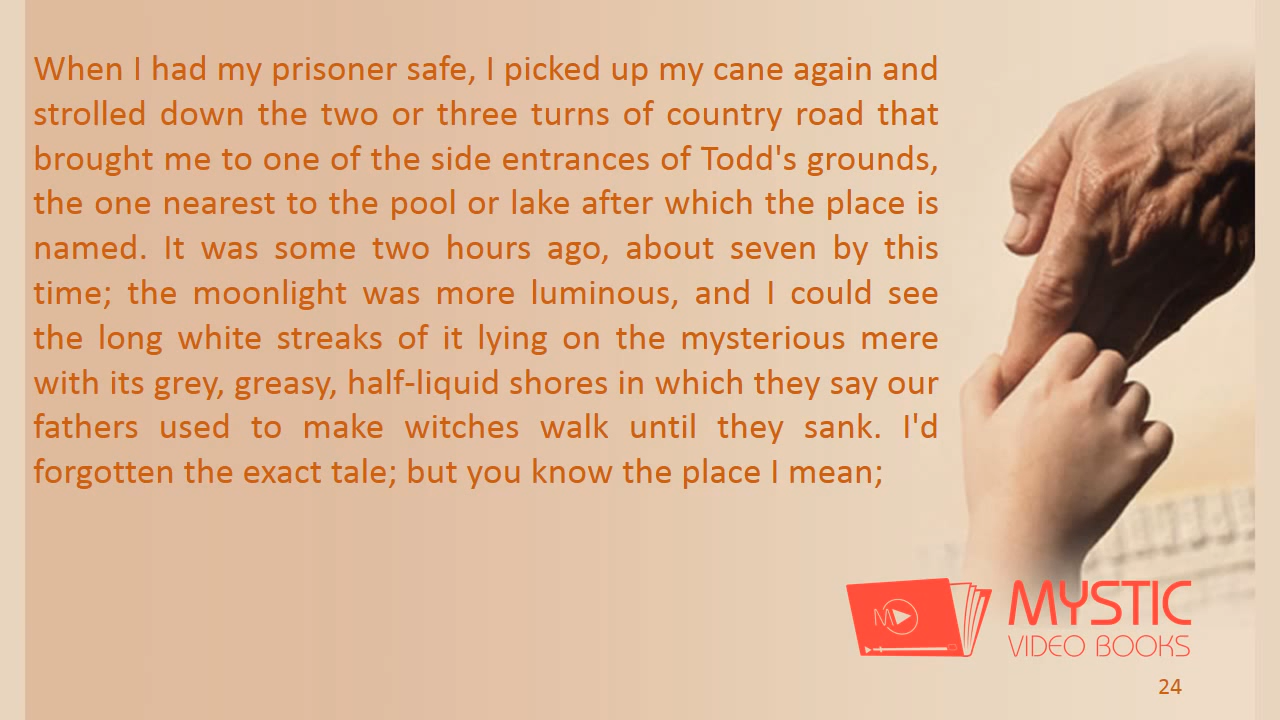 When I had my prisoner safe, I picked up my cane again and
strolled down the two or three turns of country road that
brought me to one of the side entrances of Todd's grounds,
the one nearest to the pool or lake after which the place is
named. It was some two hours ago, about seven by this
time; the moonlight was more luminous, and I could see
the long white streaks of it lying on the mysterious mere
with its grey, greasy, half-liquid shores in which they say our
fathers used to make witches walk until they sank. I'd
forgotten the exact tale; but you know the place I mean;
M
MYSTIC
VIDEO BOOKS
24